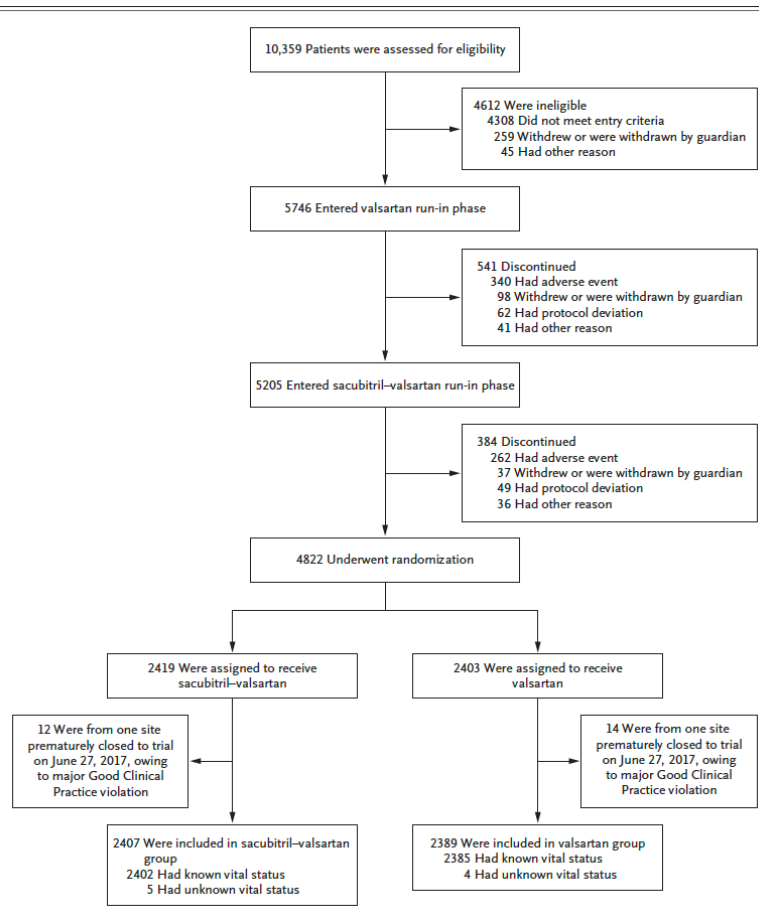 10,359 Patients were assessed for eligibility
4612 Were ineligible
4308 Did not meet entry criteria
259 Withdrew or were withdrawn by guardian
45 Had other reason
5746 Entered valsartan run-in phase
541 Discontinued
340 Had adverse event
98 Withdrew or were withdrawn by guardian
62 Had protocol deviation
41 Had other reason
5205 Entered sacubitril–valsartan run-in phase
384 Discontinued
262 Had adverse event
37 Withdrew or were withdrawn by guardian
49 Had protocol deviation
36 Had other reason
4822 Underwent randomization
2419 Were assigned to receive
sacubitril–valsartan
2403 Were assigned to receive
valsartan
12 Were from one site
prematurely closed to trial
on June 27, 2017, owing
to major Good Clinical
Practice violation
14 Were from one site
prematurely closed to trial
on June 27, 2017, owing
to major Good Clinical
Practice violation
2407 Were included in sacubitril–valsartan
group
2402 Had known vital status
5 Had unknown vital status
2389 Were included in valsartan group
2385 Had known vital status
4 Had unknown vital status